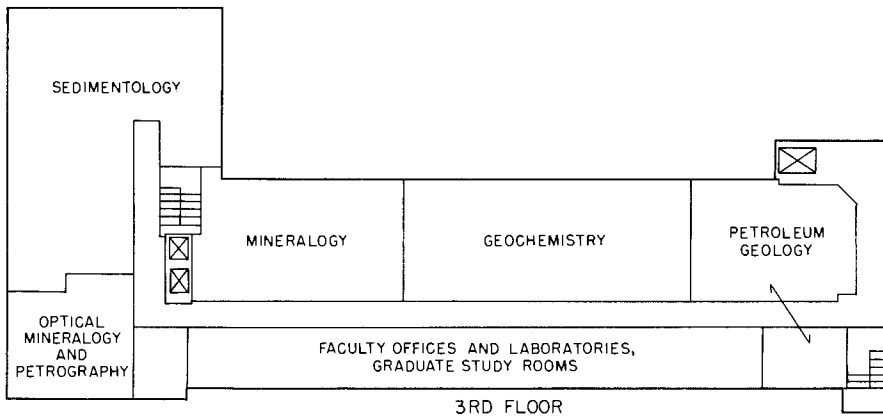 SEDIMENTOLOGY
MINERALOGY
GEOCHEMISTRY
PETROLEUM
GEOLOGY
OPTICAL
MINERALOGY
AND
PETROGRAPHY
FACULTY OFFICES AND LABORATORIES,
GRADUATE STUDY ROOMS
3RD FLOOR